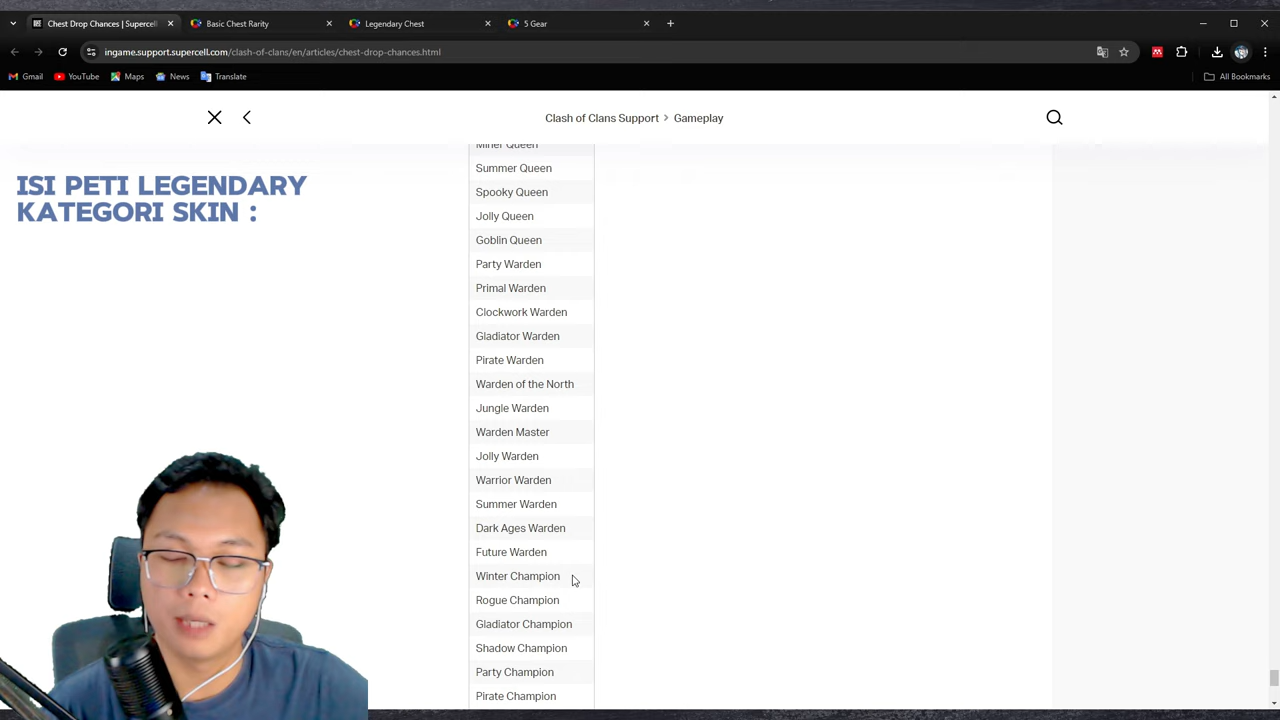 Chest Drop Chances | Supercell
Basic Chest Rarity
Legendary Chest
5 Gear
ingame.support.supercell.com/clash-of-clans/en/articles/chest-drop-chances.html
Gmail
YouTube
Maps
News
Translate
All Bookmarks
Clash of Clans Support > Gameplay
ISI PETI LEGENDARY
KATEGORI SKIN :
Miner Queen
Summer Queen
Spooky Queen
Jolly Queen
Goblin Queen
Party Warden
Primal Warden
Clockwork Warden
Gladiator Warden
Pirate Warden
Warden of the North
Jungle Warden
Warden Master
Jolly Warden
Warrior Warden
Summer Warden
Dark Ages Warden
Future Warden
Winter Champion
Rogue Champion
Gladiator Champion
Shadow Champion
Party Champion
Pirate Champion